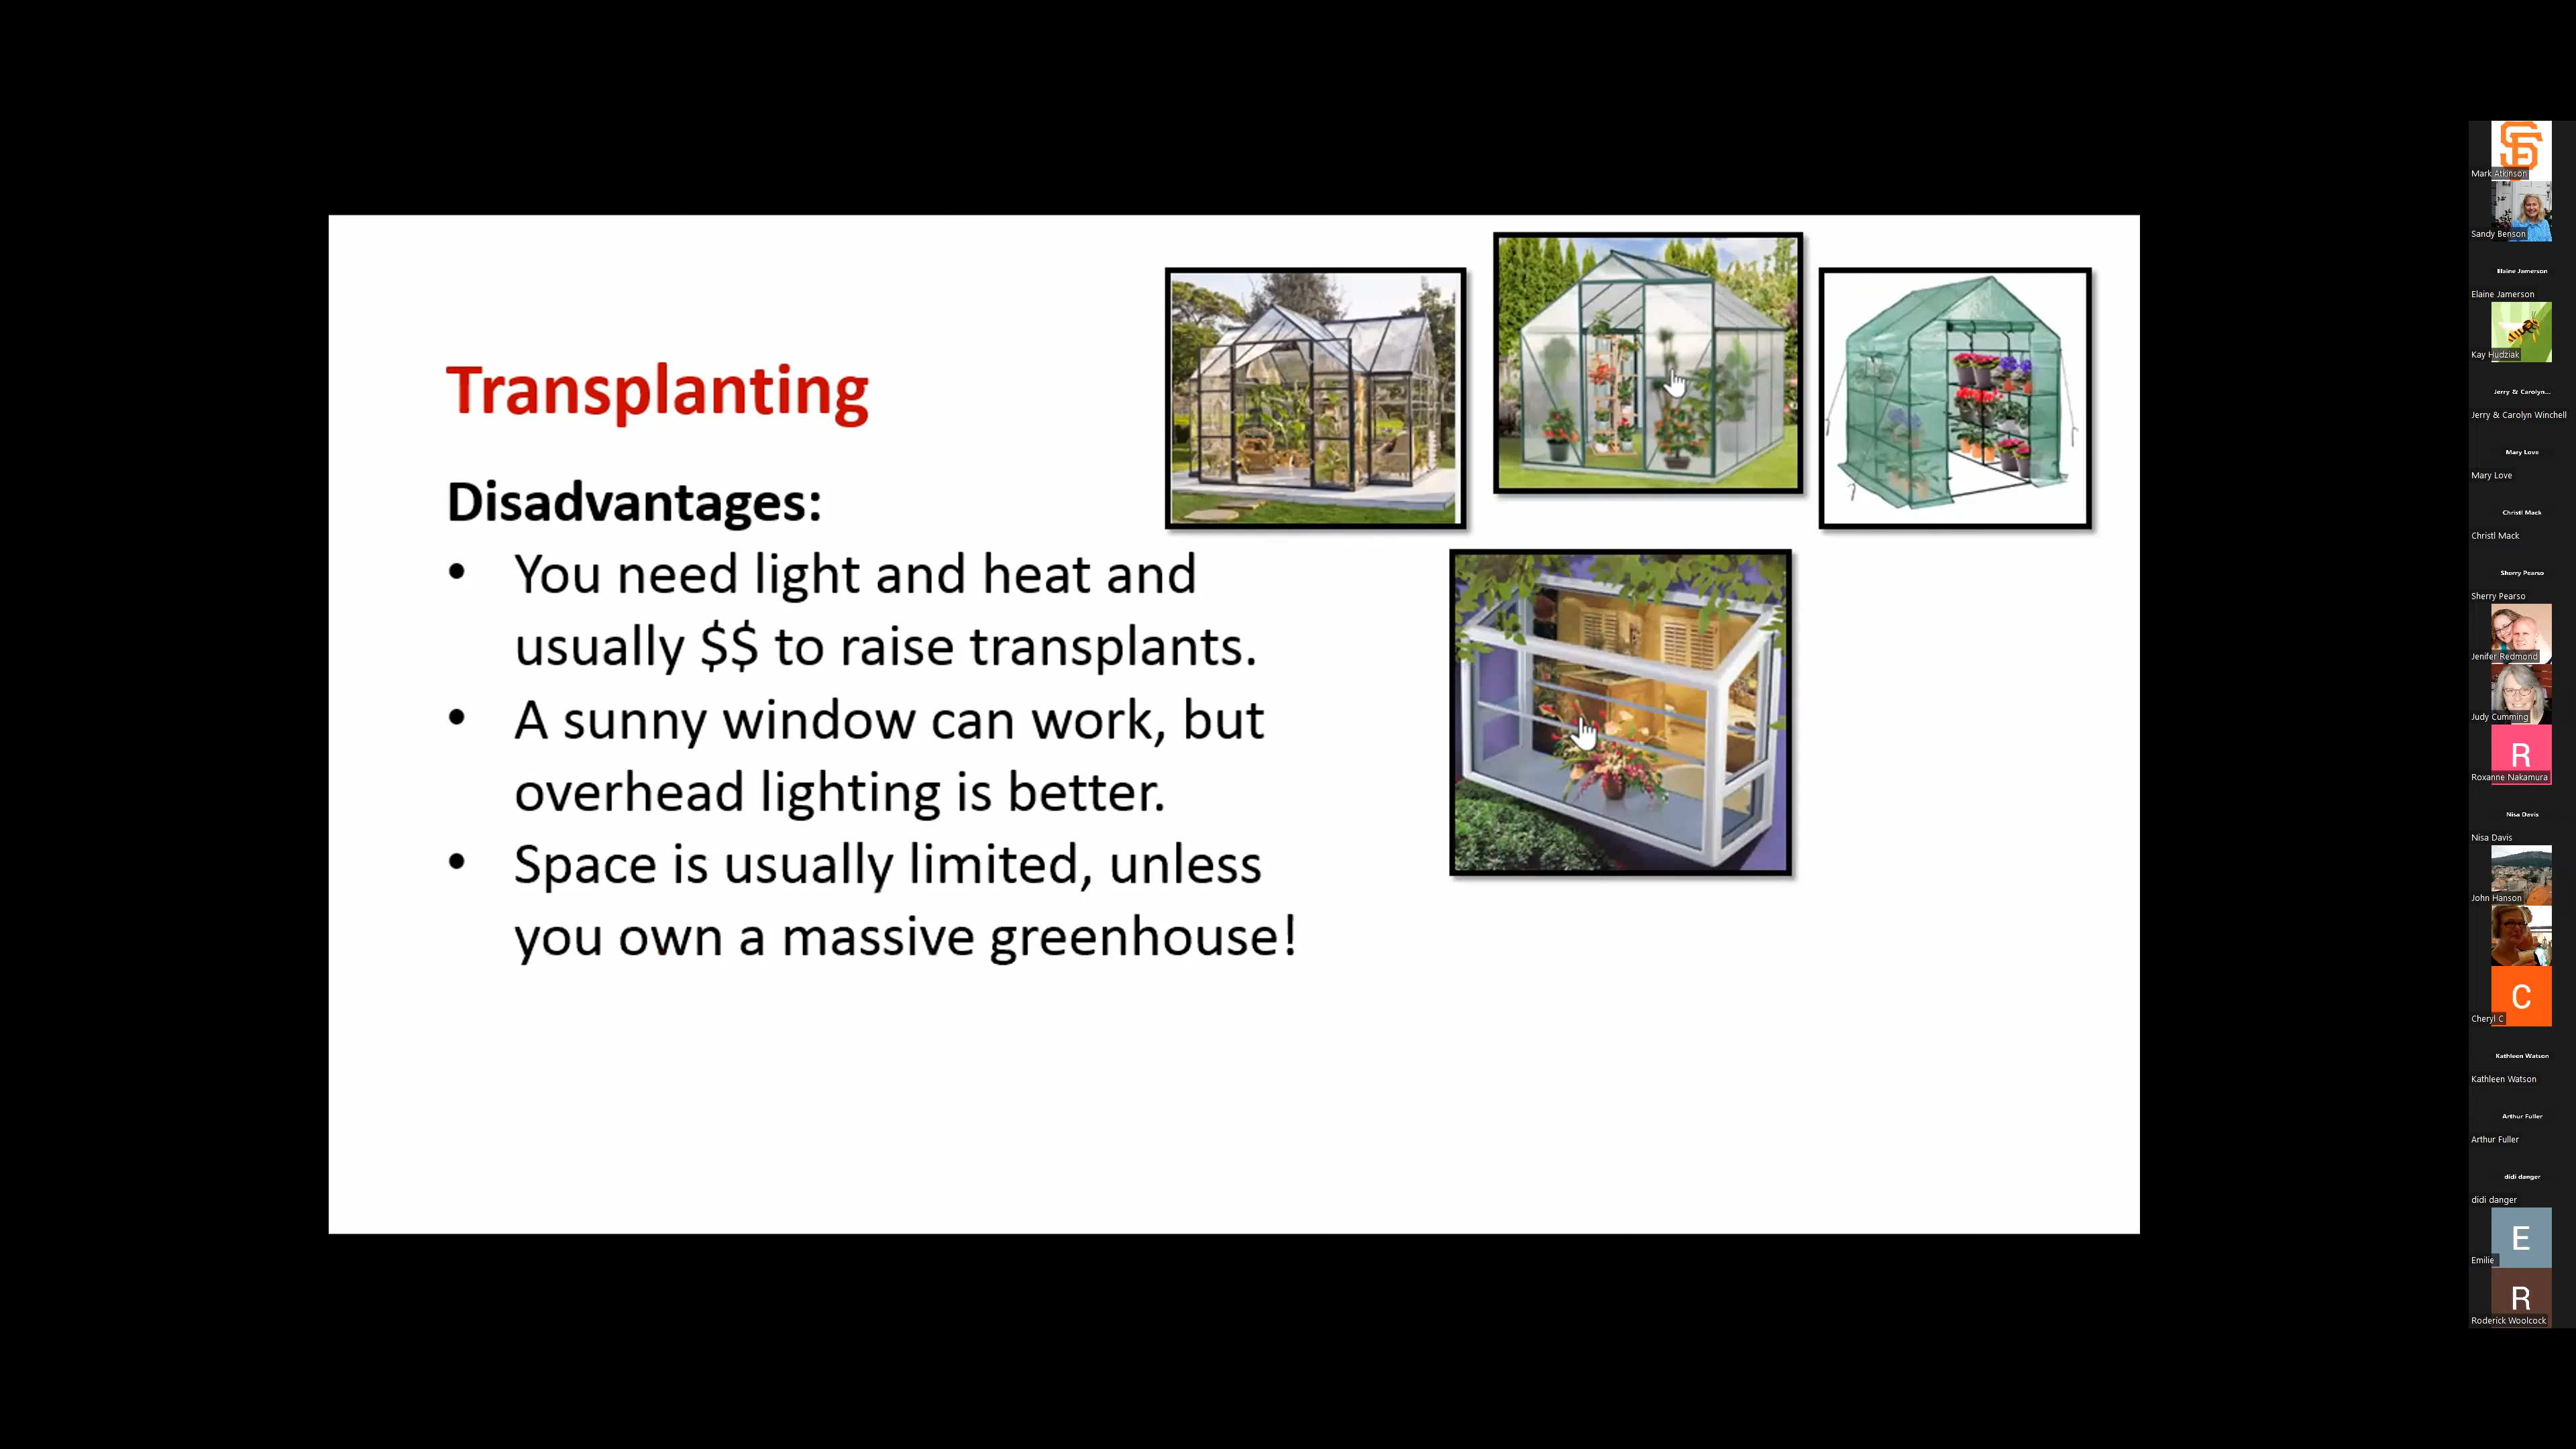 Transplanting
Disadvantages:
• You need light and heat and
usually $$ to raise transplants.
• A sunny window can work, but
overhead lighting is better.
• Space is usually limited, unless
you own a massive greenhouse!
SF
Mark Atkinson
Sandy Benson
Elaine Jamerson
Elaine Jamerson
Kay Hudziak
Jerry & Carolyn...
Jerry & Carolyn Winchell
Mary Love
Mary Love
Christl Mack
Christl Mack
Sherry Pearso
Sherry Pearso
Jenifer Redmond
Judy Cumming
R
Roxanne Nakamura
Nisa Davis
Nisa Davis
John Hanson
C
Cheryl C
Kathleen Watson
Kathleen Watson
Arthur Fuller
Arthur Fuller
didi danger
didi danger
E
Emilie
R
Roderick Woolcock